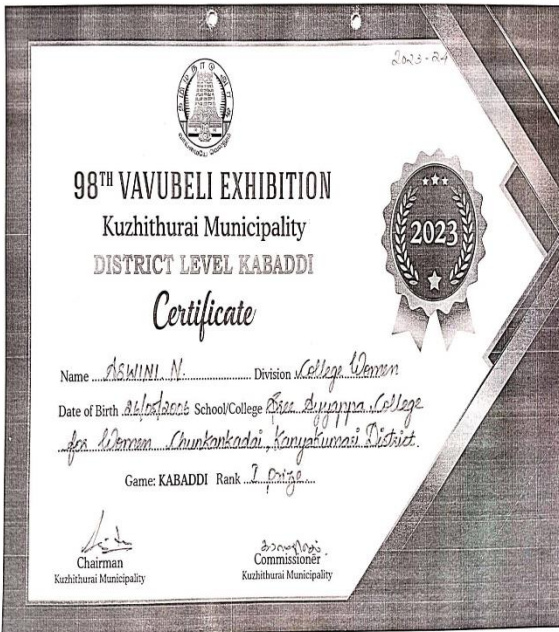 2023-24
98TH VAVUBELI EXHIBITION
Kuzhithurai Municipality
DISTRICT LEVEL KABADDI
2023
Certificate
Name ASWINI. N. Division College Women
Date of Birth School/College Sree Ayyappa College
for Women Chunkankadai, Kanyakumari District.
Game: KABADDI Rank I prize
Chairman
Kuzhithurai Municipality
Commissioner
Kuzhithurai Municipality